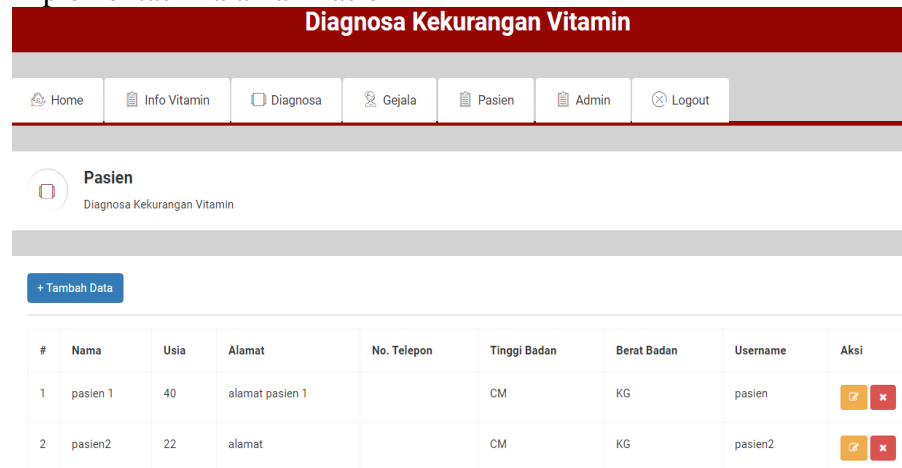 Diagnosa Kekurangan Vitamin
Home Info Vitamin Diagnosa Gejala Pasien Admin Logout
Pasien
Diagnosa Kekurangan Vitamin
+ Tambah Data
# Nama Usia Alamat No. Telepon Tinggi Badan Berat Badan Username Aksi
1 pasien 1 40 alamat pasien 1 CM KG pasien
2 pasien2 22 alamat CM KG pasien2